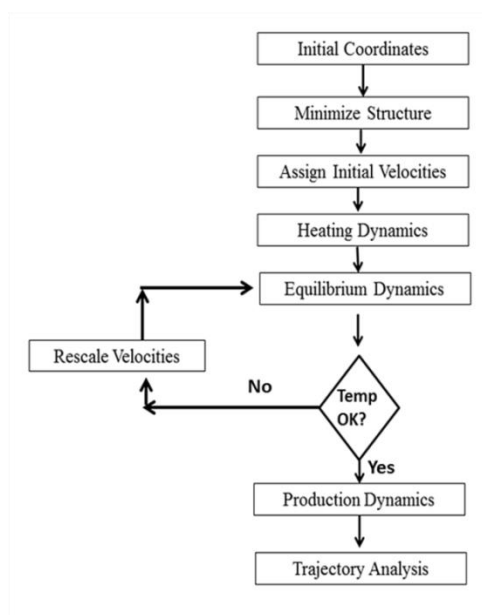 Initial Coordinates
Minimize Structure
Assign Initial Velocities
Heating Dynamics
Equilibrium Dynamics
Rescale Velocities
No
Temp
OK?
Yes
Production Dynamics
Trajectory Analysis